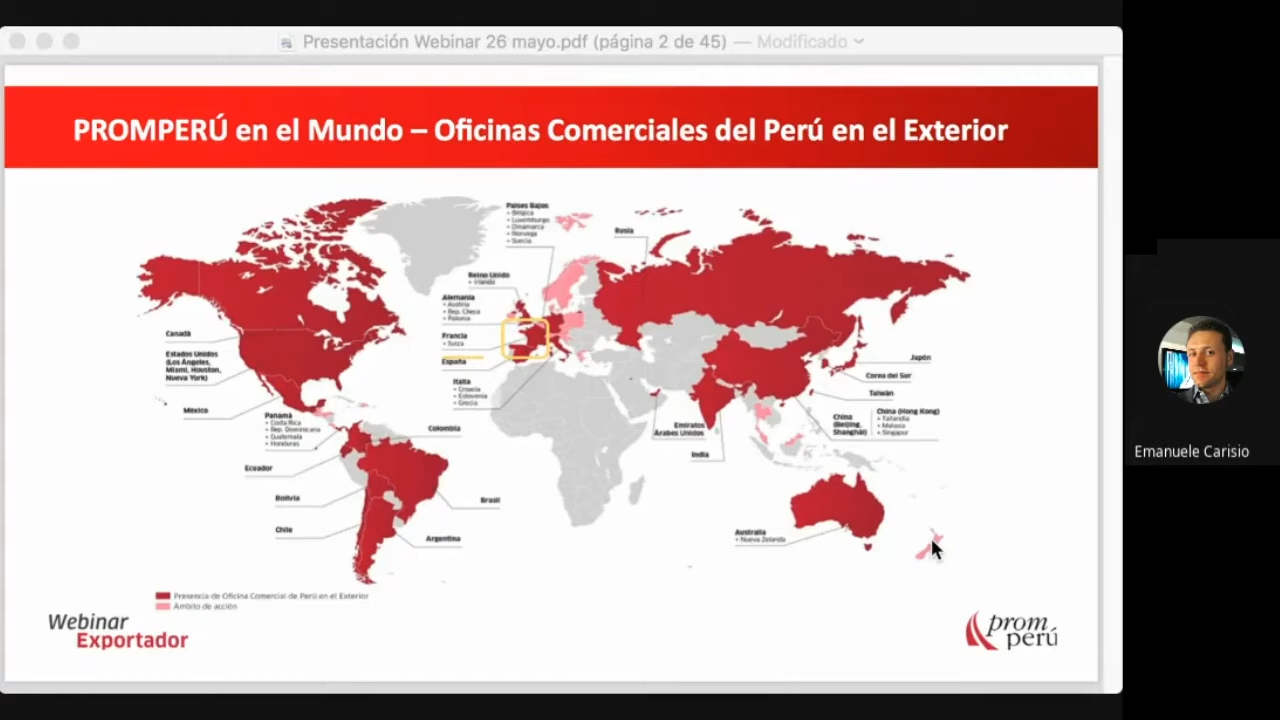 Presentación Webinar 26 mayo.pdf (página 2 de 45) — Modificado
PROMPERÚ en el Mundo – Oficinas Comerciales del Perú en el Exterior
Países Bajos
+ Bélgica
+ Luxemburgo
+ Dinamarca
+ Noruega
+ Suecia
Rusia
Reino Unido
+ Irlanda
Alemania
+ Austria
+ Rep. Checa
+ Polonia
Francia
+ Suiza
España
Italia
+ Croacia
+ Eslovenia
+ Grecia
Canadá
Estados Unidos
(Los Ángeles,
Miami, Houston,
Nueva York)
México
Panamá
+ Costa Rica
+ Rep. Dominicana
+ Guatemala
+ Honduras
Colombia
Ecuador
Bolivia
Brasil
Chile
Argentina
Japón
Corea del Sur
Taiwán
China
(Beijing,
Shanghái)
China (Hong Kong)
+ Tailandia
+ Malasia
+ Singapur
Emiratos
Árabes Unidos
India
Australia
+ Nueva Zelanda
Presencia de Oficina Comercial de Perú en el Exterior
Ámbito de acción
Webinar
Exportador
prom
perú
Emanuele Carisio